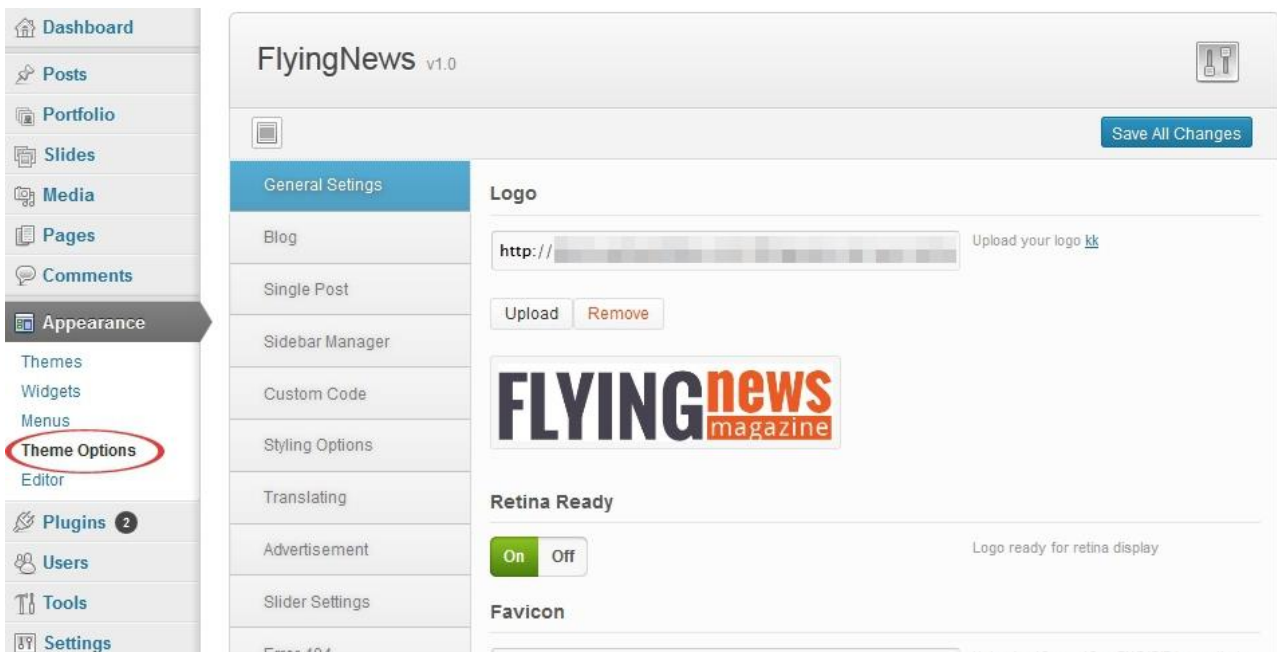 Dashboard
Posts
Portfolio
Slides
Media
Pages
Comments
Appearance
Themes
Widgets
Menus
Theme Options
Editor
Plugins 2
Users
Tools
Settings
FlyingNews v1.0
Save All Changes
General Setings
Blog
Single Post
Sidebar Manager
Custom Code
Styling Options
Translating
Advertisement
Slider Settings
Logo
http://
Upload your logo kk
Upload Remove
FLYINGnews
magazine
Retina Ready
On Off
Logo ready for retina display
Favicon